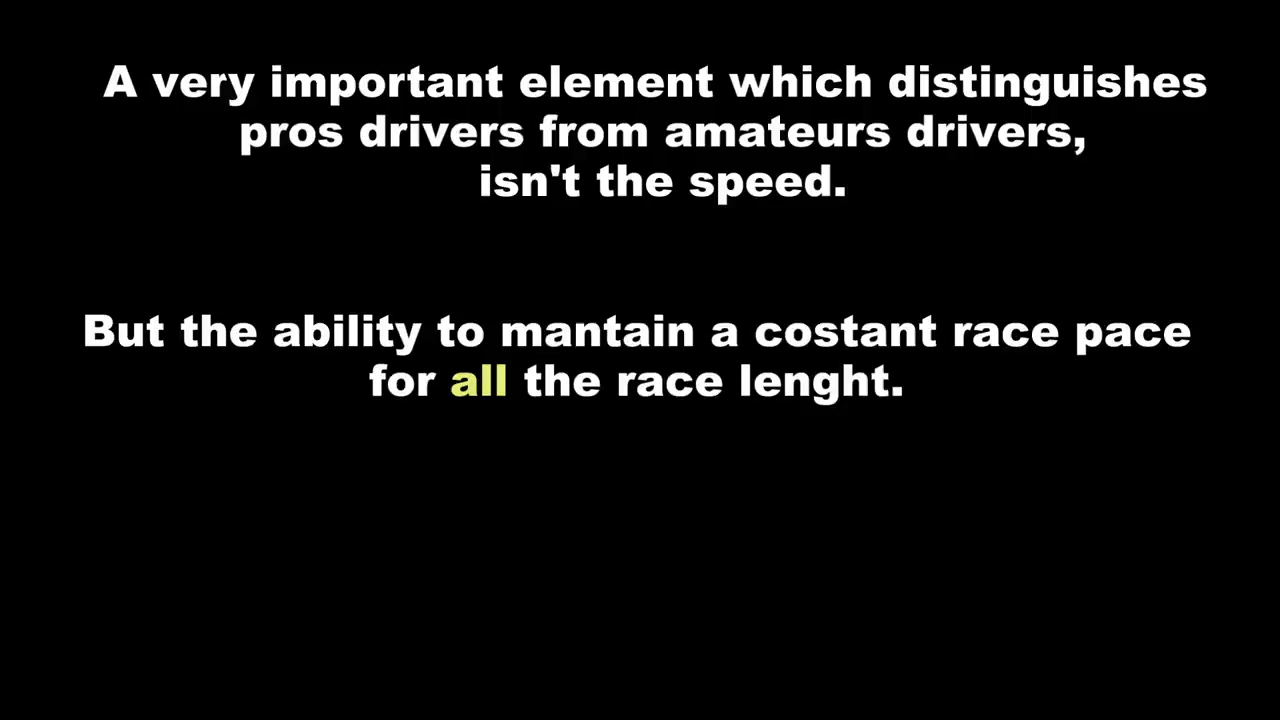 A very important element which distinguishes
pros drivers from amateurs drivers,
isn't the speed.
But the ability to mantain a costant race pace
for all the race lenght.